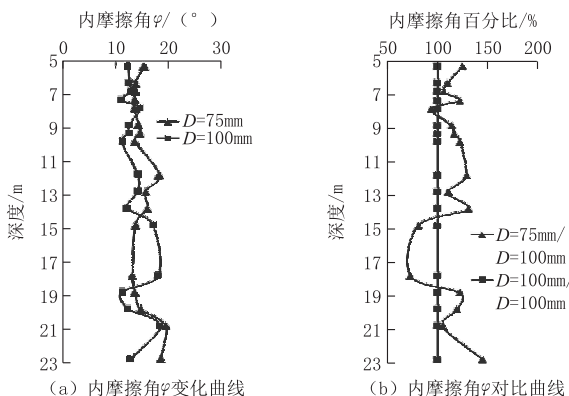 内摩擦角φ/(°)
0 10 20 30
5
7
9
11
13
15
17
19
21
23
深度/m
D=75mm
D=100mm
(a) 内摩擦角φ变化曲线
内摩擦角百分比/%
50 100 150 200
5
7
9
11
13
15
17
19
21
23
深度/m
D=75mm/
D=100mm
D=100mm/
D=100mm
(b) 内摩擦角φ对比曲线